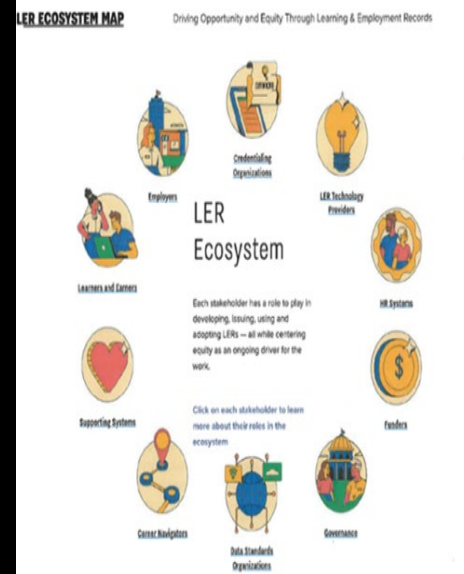 LER ECOSYSTEM MAP
Driving Opportunity and Equity Through Learning & Employment Records
Credentialing
Organizations
Employers
LER Technology
Providers
LER
Ecosystem
Learners and Earners
HR Systems
Each stakeholder has a role to play in
developing, issuing, using and
adopting LERs — all while centering
equity as an ongoing driver for the
work.
Supporting Systems
Funders
Click on each stakeholder to learn
more about their roles in the
ecosystem
Career Navigators
Governance
Data Standards
Organizations